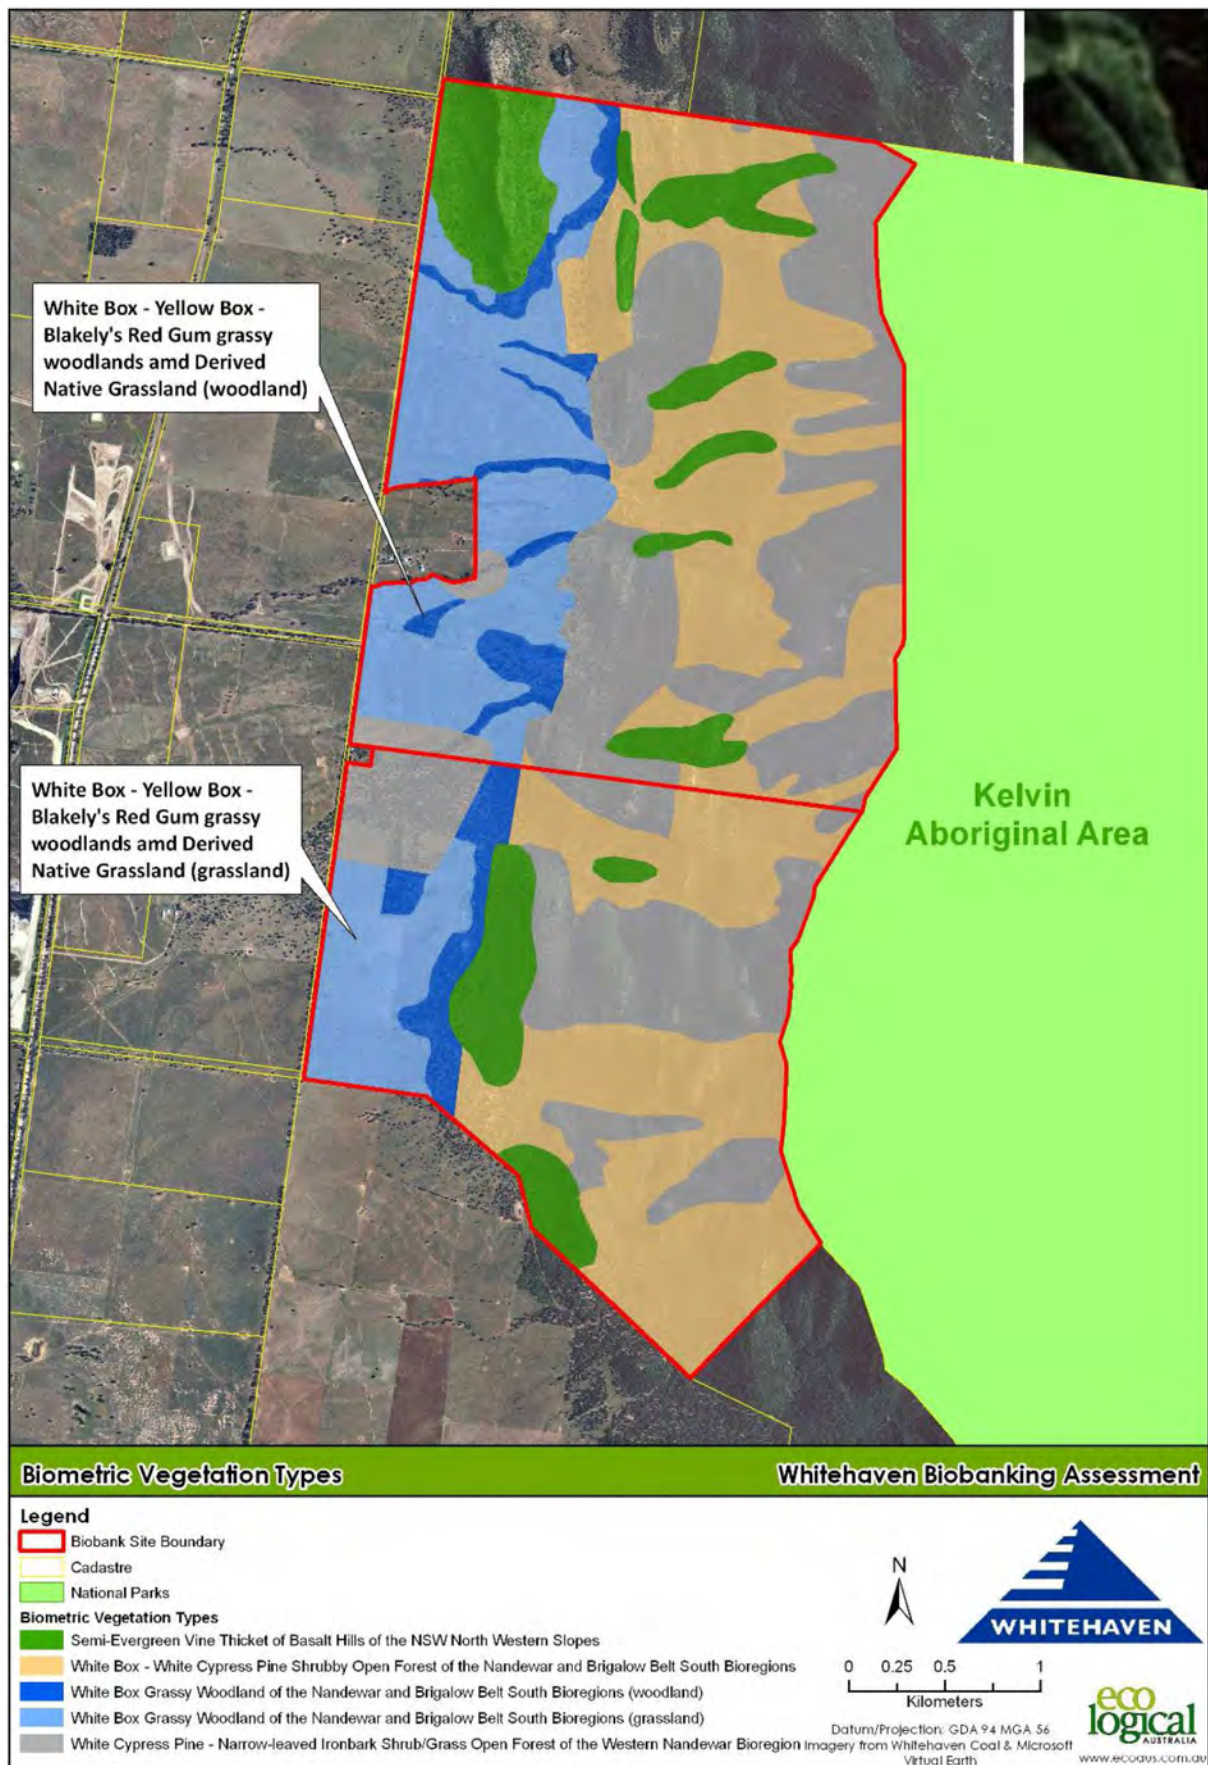 White Box - Yellow Box -
Blakely's Red Gum grassy
woodlands amd Derived
Native Grassland (woodland)
White Box - Yellow Box -
Blakely's Red Gum grassy
woodlands amd Derived
Native Grassland (grassland)
Kelvin
Aboriginal Area
Biometric Vegetation Types
Whitehaven Biobanking Assessment
Legend
Biobank Site Boundary
Cadastre
National Parks
Biometric Vegetation Types
Semi-Evergreen Vine Thicket of Basalt Hills of the NSW North Western Slopes
White Box - White Cypress Pine Shrubby Open Forest of the Nandewar and Brigalow Belt South Bioregions
White Box Grassy Woodland of the Nandewar and Brigalow Belt South Bioregions (woodland)
White Box Grassy Woodland of the Nandewar and Brigalow Belt South Bioregions (grassland)
White Cypress Pine - Narrow-leaved Ironbark Shrub/Grass Open Forest of the Western Nandewar Bioregion
N
0 0.25 0.5 1
Kilometers
Datum/Projection: GDA 94 MGA 56
Imagery from Whitehaven Coal & Microsoft
Virtual Earth
WHITEHAVEN
eco
logical
AUSTRALIA
www.ecoaus.com.au